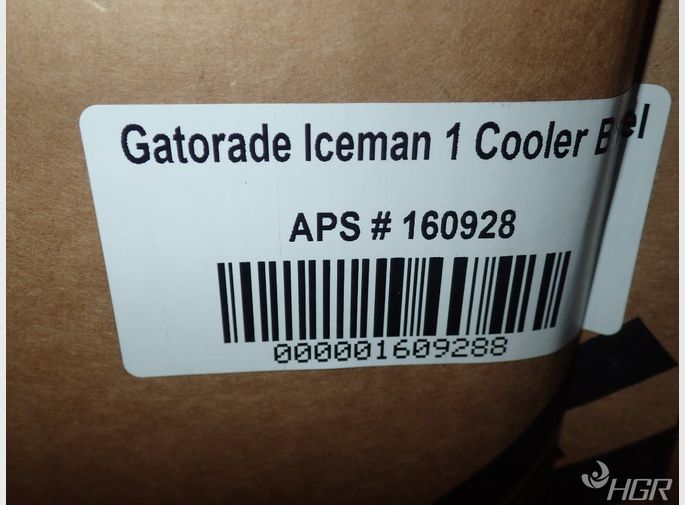 Gatorade Iceman 1 Cooler
APS # 160928
000001609288
HGR